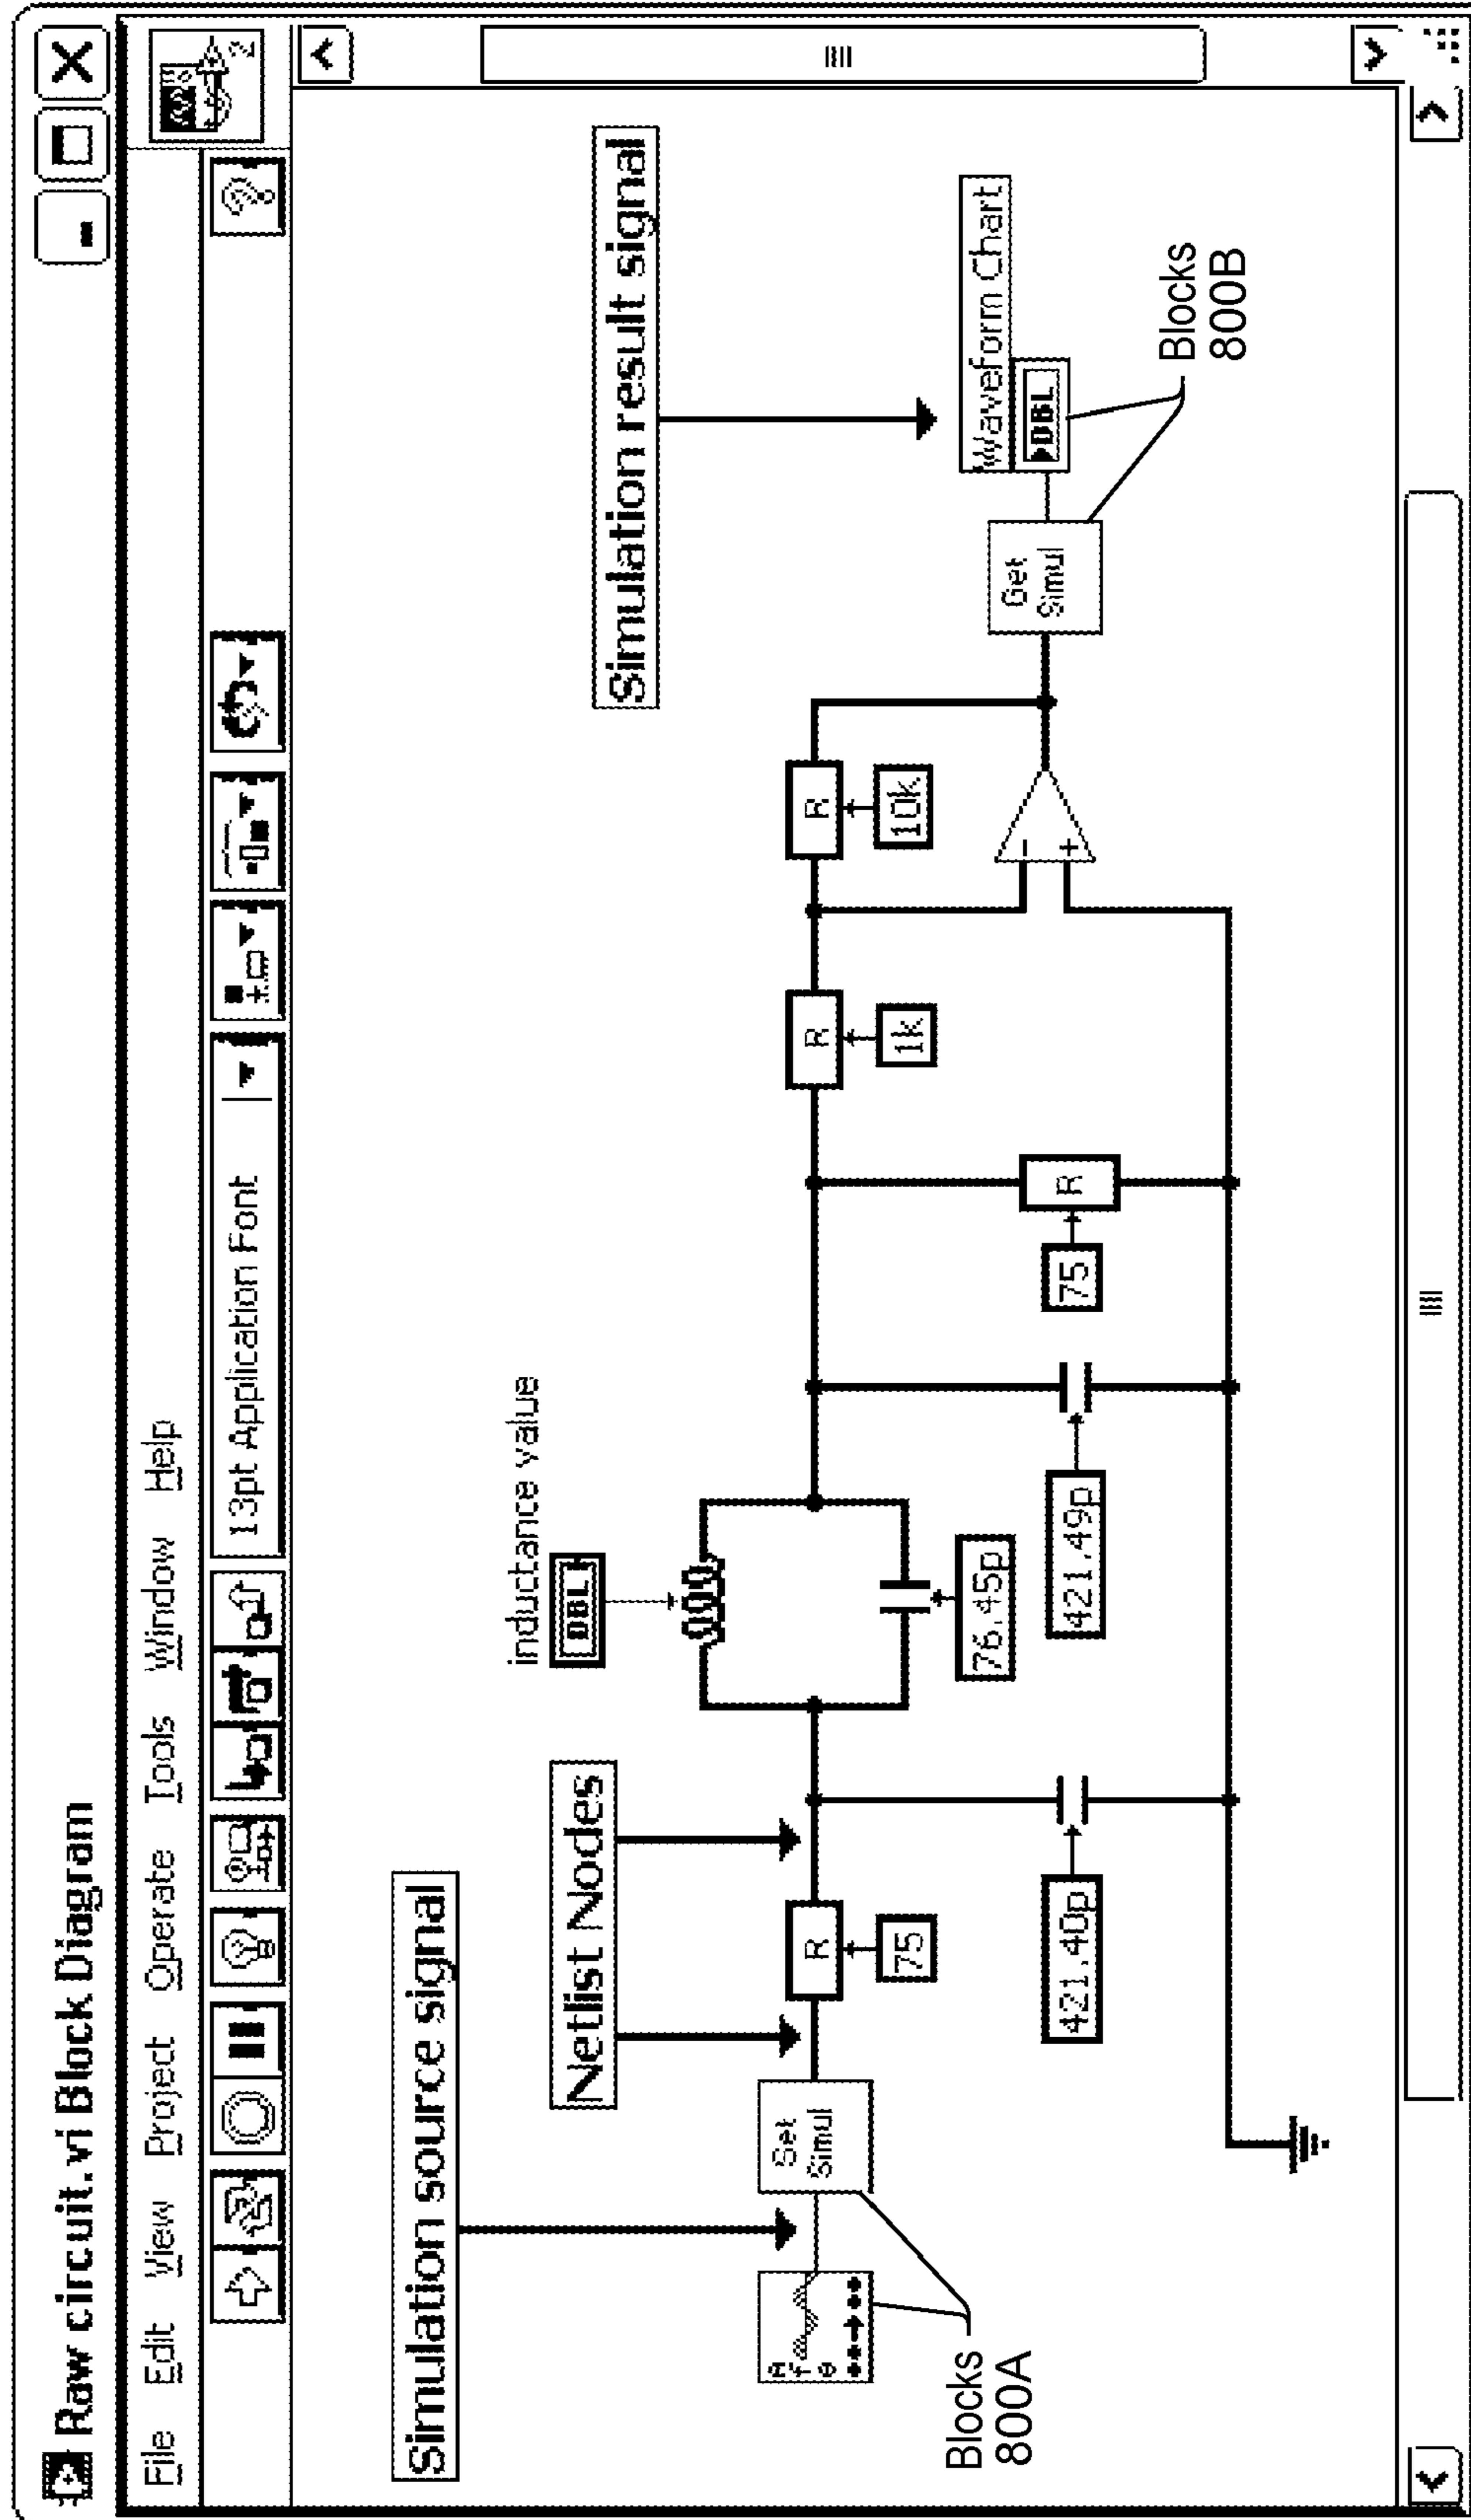 Raw circuit.vi Block Diagram
File Edit View Project Operate Tools Window Help
13pt Application Font
?
2
Simulation source signal
Netlist Nodes
inductance value
DBL
Simulation result signal
Set
Simul
R
75
76.45p
R
1k
R
10k
Waveform Chart
DBL
Get
Simul
-
+
421.40p
421.49p
75
R
Blocks
800A
Blocks
800B